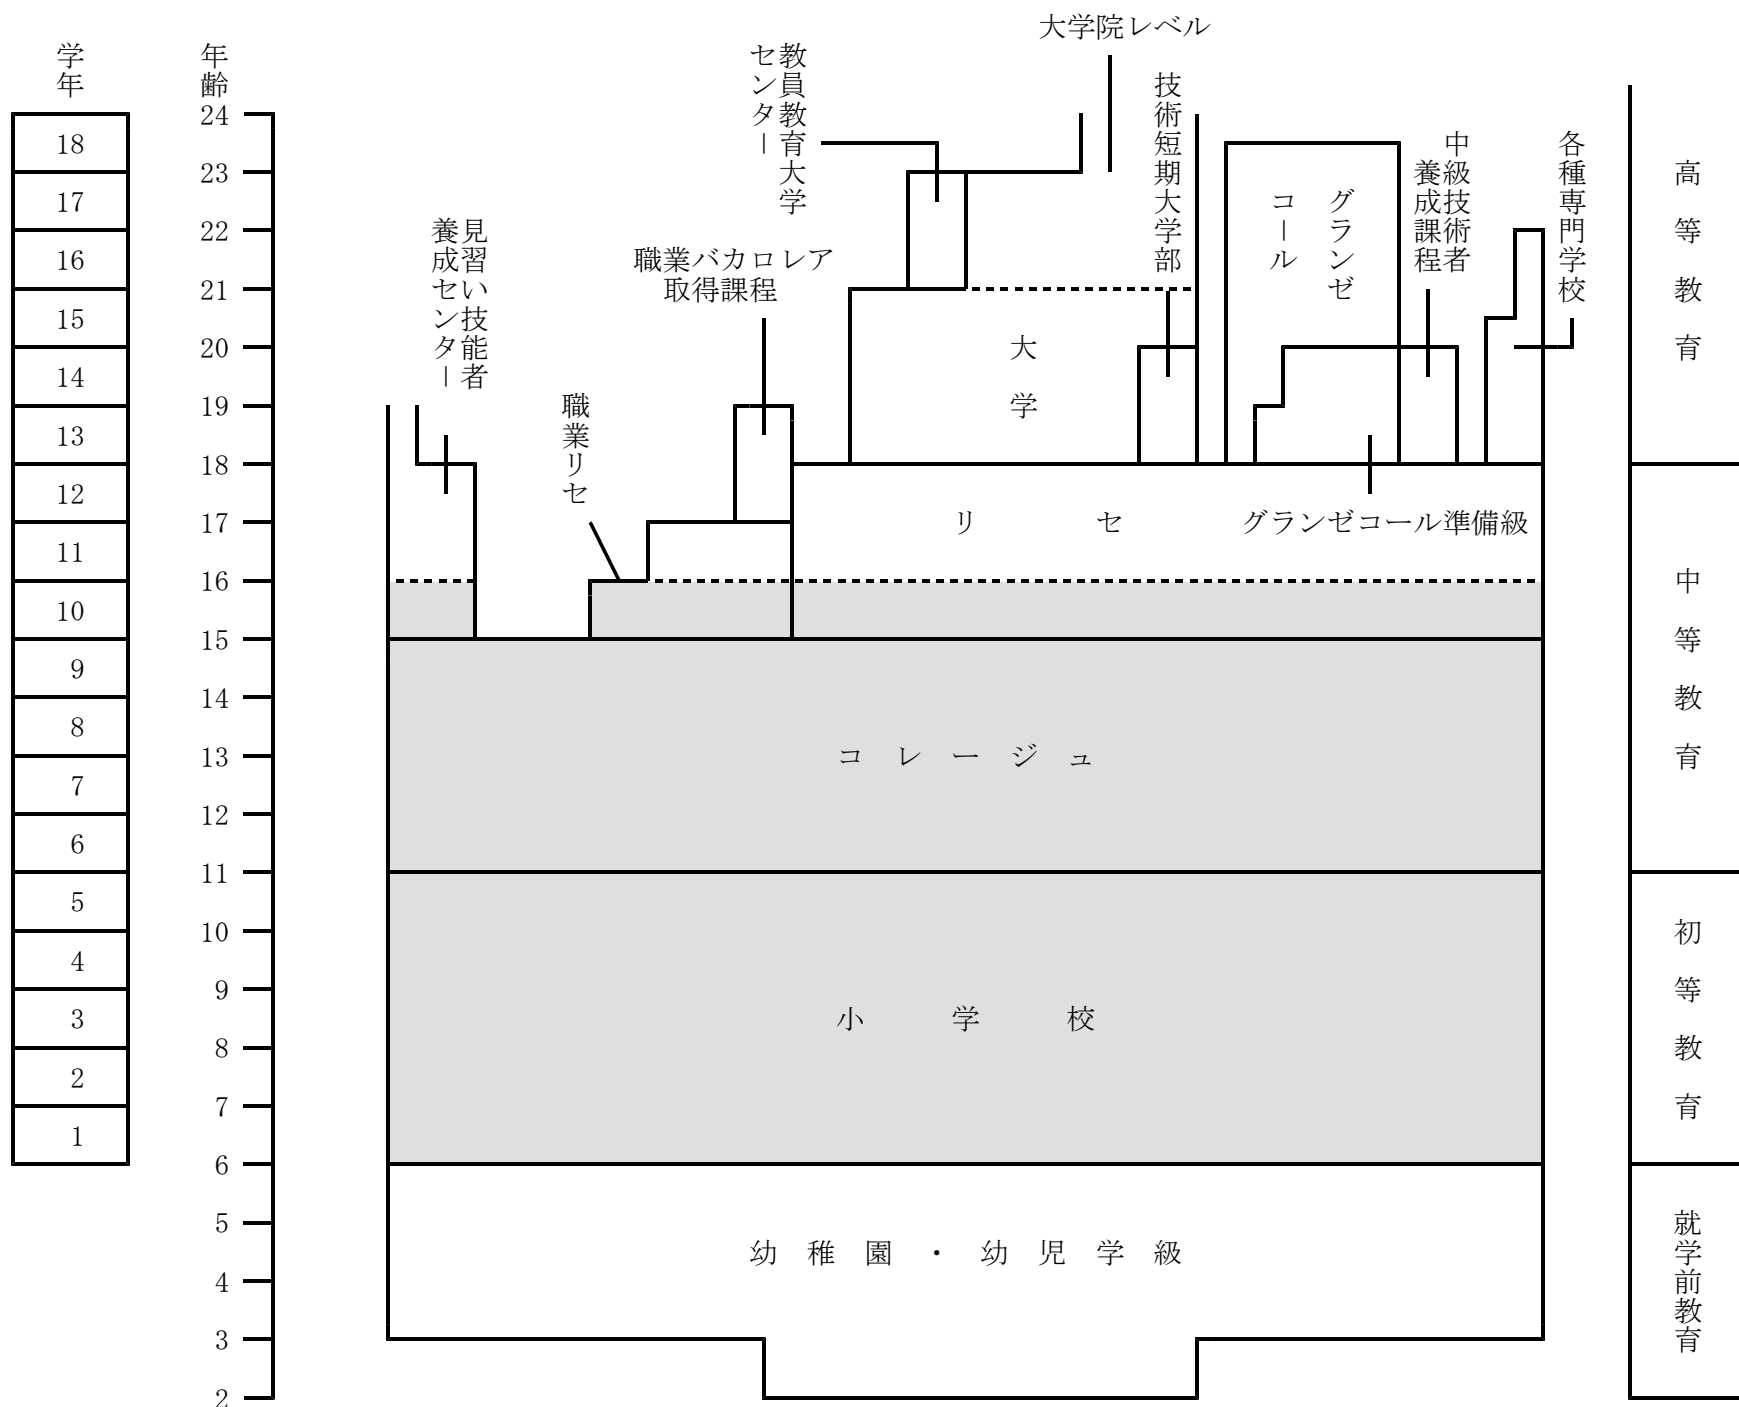 学年
年齢
18
17
16
15
14
13
12
11
10
9
8
7
6
5
4
3
2
1
24
23
22
21
20
19
18
17
16
15
14
13
12
11
10
9
8
7
6
5
4
3
2
見習い技能者
養成センター
職業リセ
職業バカロレア
取得課程
教員教育大学
センター
大学院レベル
技術短期大学部
大学
グランゼ
コール
中級技術者
養成課程
各種専門学校
リセ
グランゼコール準備級
コレージュ
小学校
幼稚園・幼児学級
高等教育
中等教育
初等教育
就学前教育